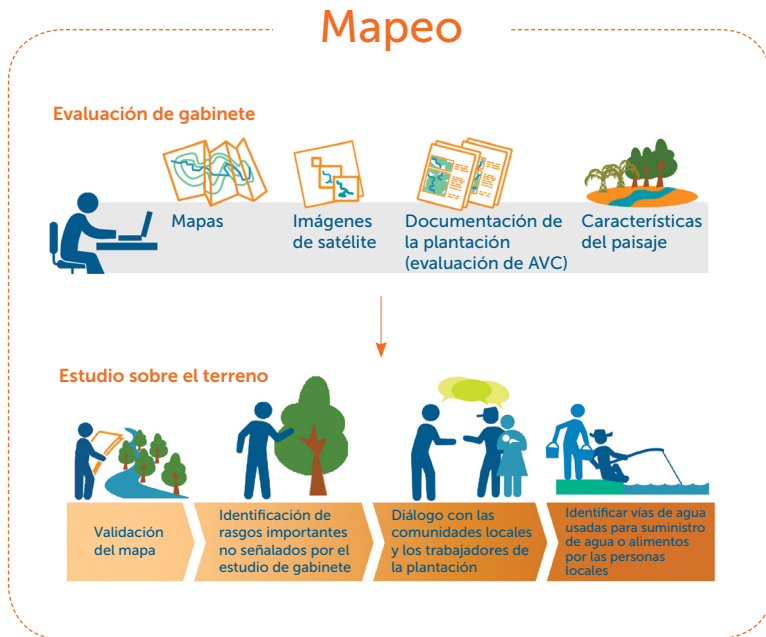 Mapeo
Evaluación de gabinete
Mapas
Imágenes
de satélite
Documentación de
la plantación
(evaluación de AVC)
Características
del paisaje
Estudio sobre el terreno
Validación
del mapa
Identificación de
rasgos importantes
no señalados por el
estudio de gabinete
Diálogo con las
comunidades locales
y los trabajadores de
la plantación
Identificar vías de agua
usadas para suministro
de agua o alimentos
por las personas
locales